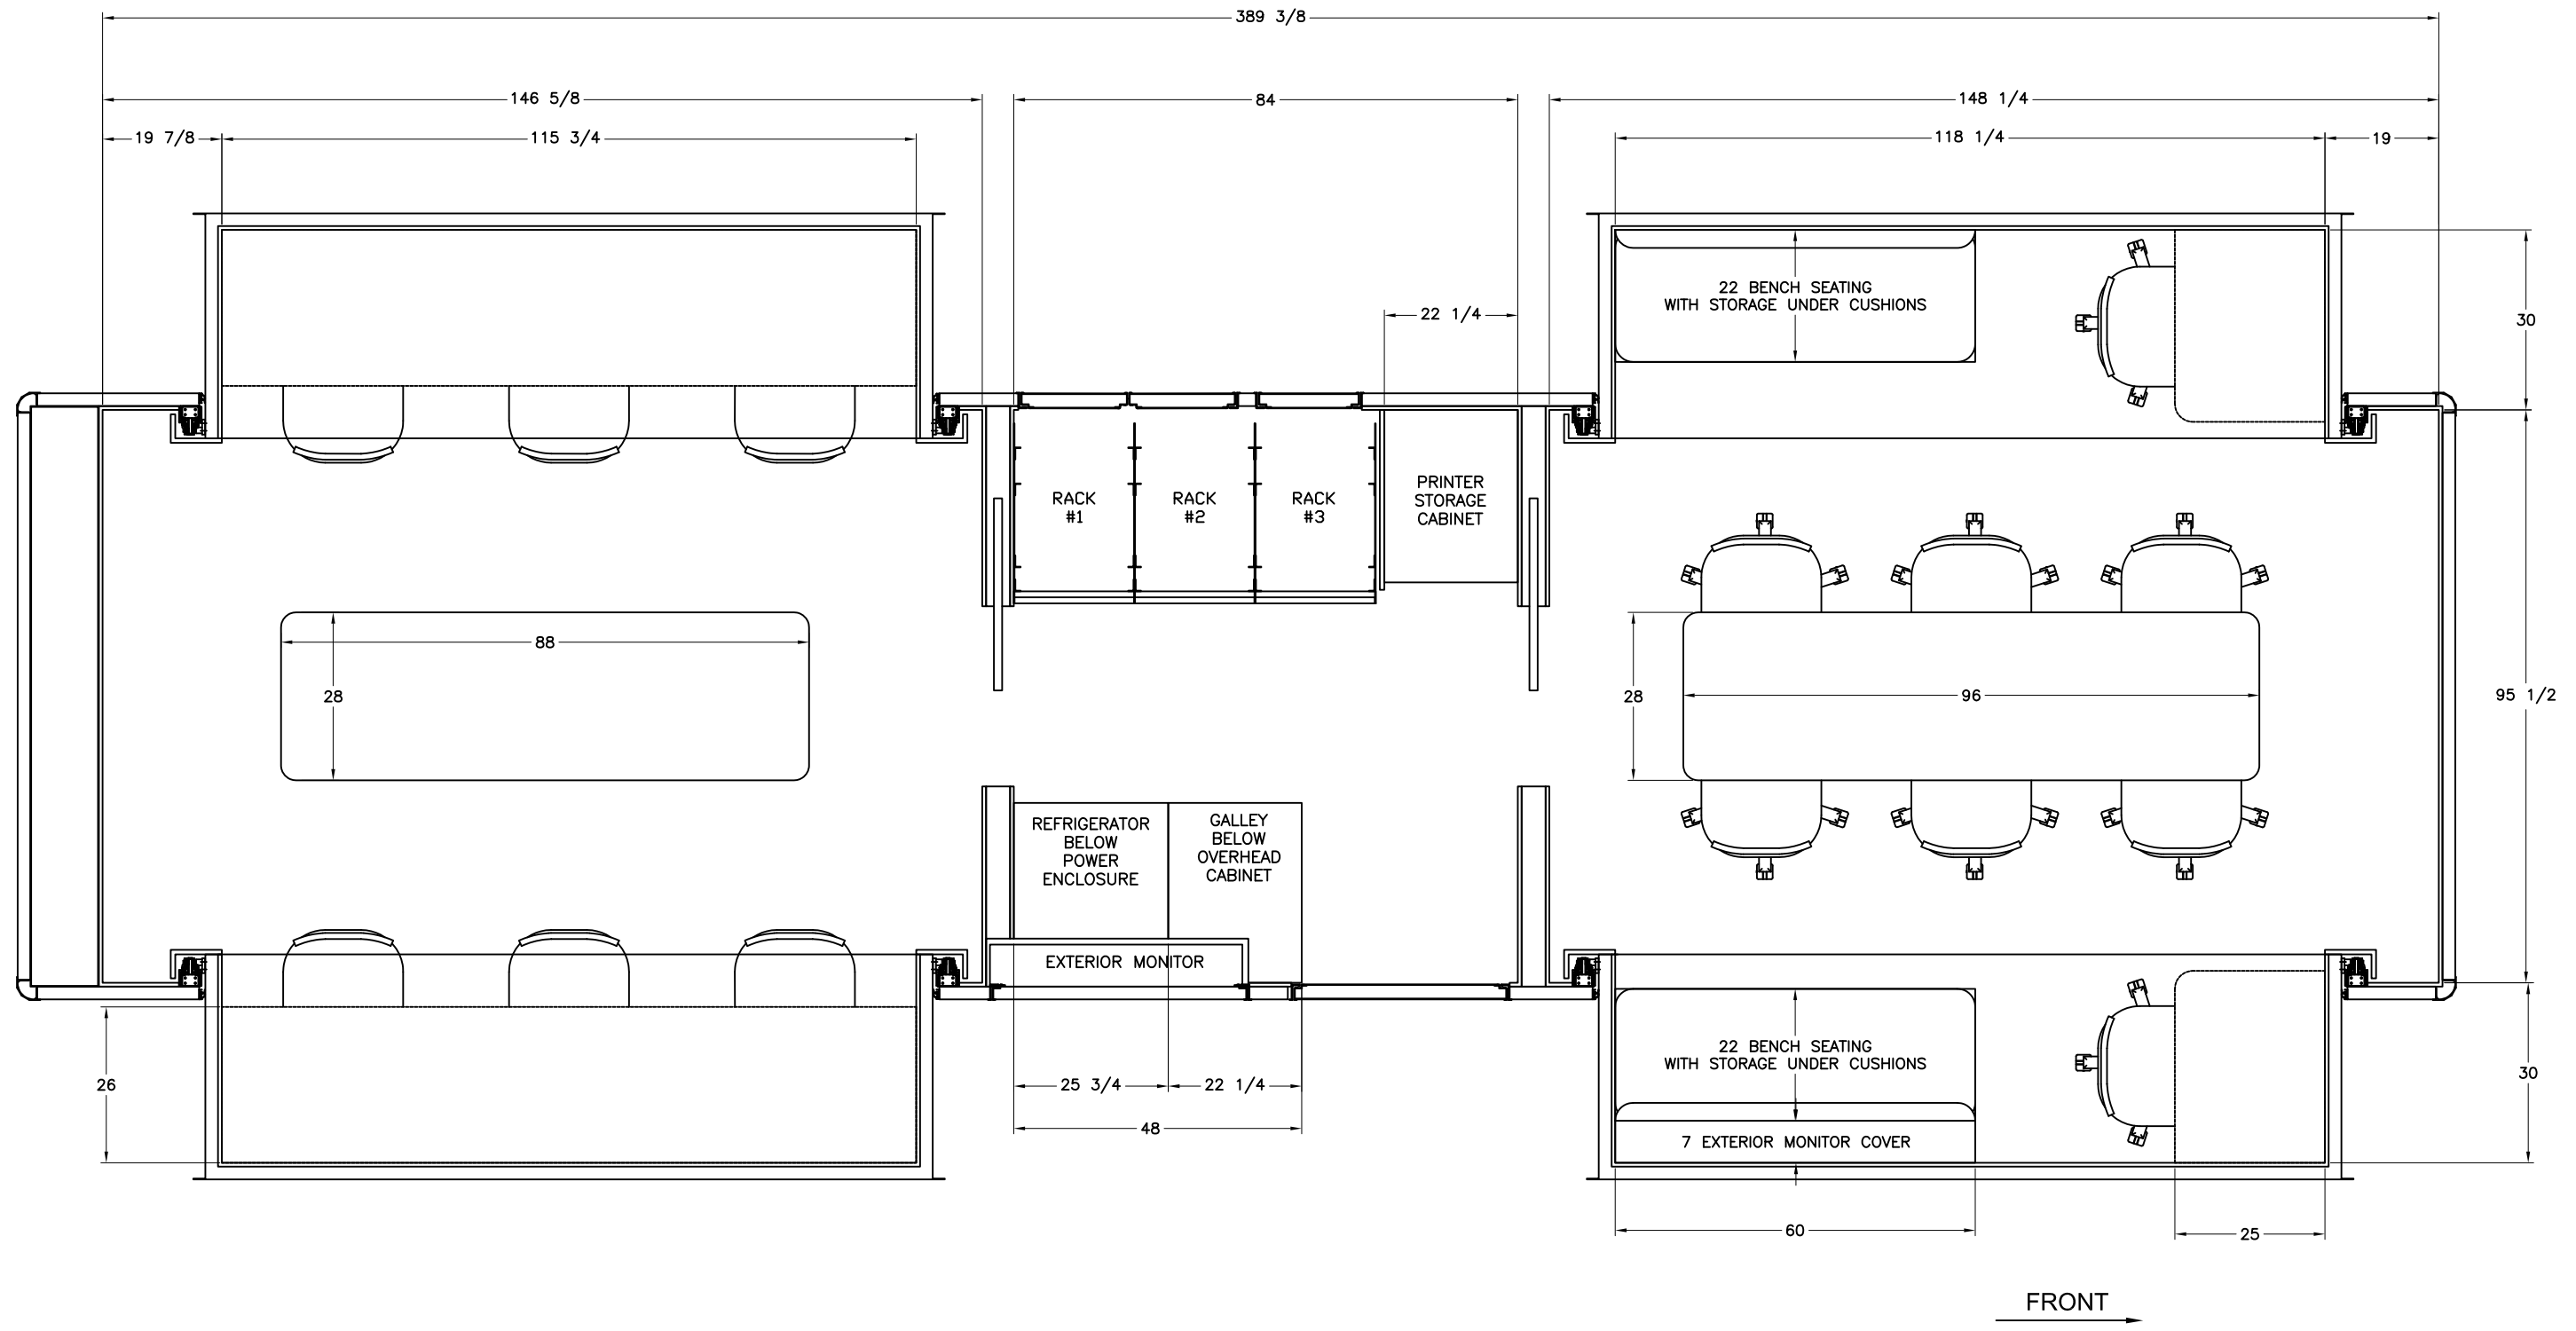 389 3/8
146 5/8
84
148 1/4
19 7/8
115 3/4
118 1/4
19
22 BENCH SEATING
WITH STORAGE UNDER CUSHIONS
22 1/4
30
RACK
#1
RACK
#2
RACK
#3
PRINTER
STORAGE
CABINET
88
28
28
96
95 1/2
REFRIGERATOR
BELOW
POWER
ENCLOSURE
GALLEY
BELOW
OVERHEAD
CABINET
EXTERIOR MONITOR
26
25 3/4
22 1/4
48
22 BENCH SEATING
WITH STORAGE UNDER CUSHIONS
7 EXTERIOR MONITOR COVER
30
60
25
FRONT